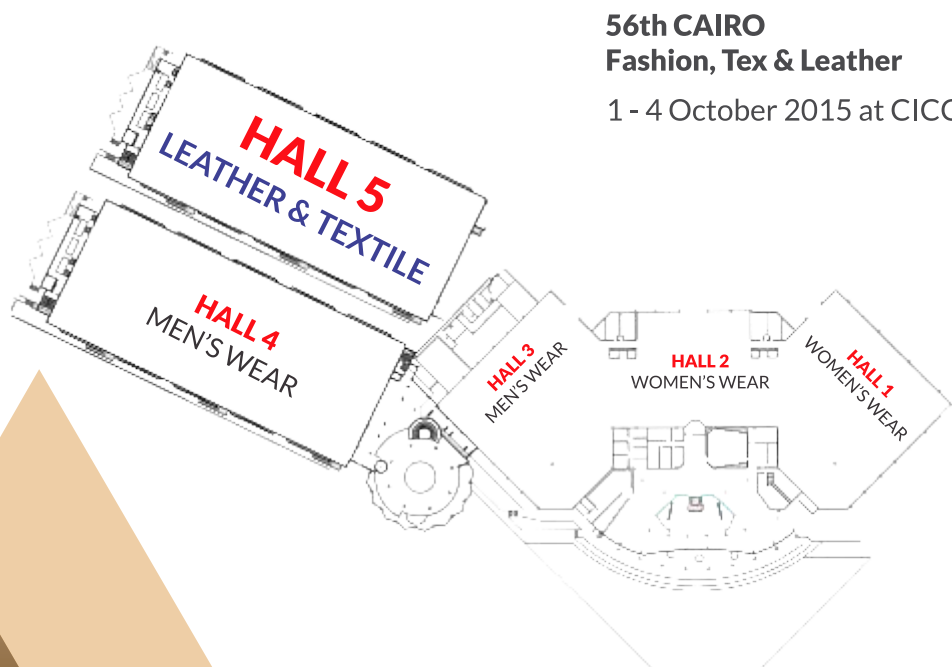 56th CAIRO
Fashion, Tex & Leather
1 - 4 October 2015 at CICC
HALL 5
LEATHER & TEXTILE
HALL 4
MEN'S WEAR
HALL 3
MEN'S WEAR
HALL 2
WOMEN'S WEAR
HALL 1
WOMEN'S WEAR